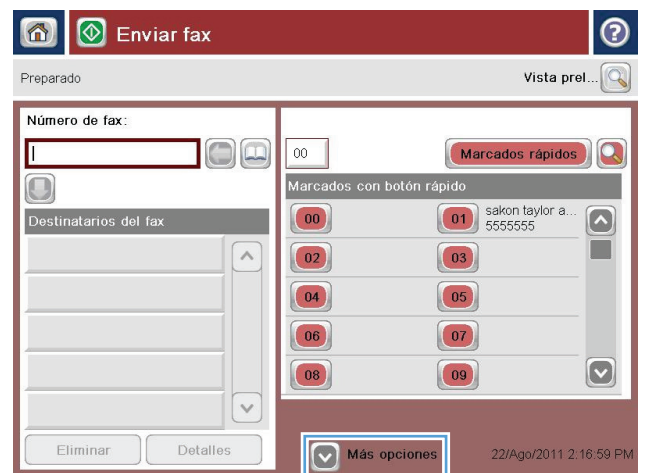 Enviar fax
?
Preparado
Vista prel...
Número de fax:
00
Marcados rápidos
Marcados con botón rápido
00
01 sakon taylor a...
5555555
02
03
04
05
06
07
08
09
Destinatarios del fax
Eliminar
Detalles
Más opciones
22/Ago/2011 2:16:59 PM